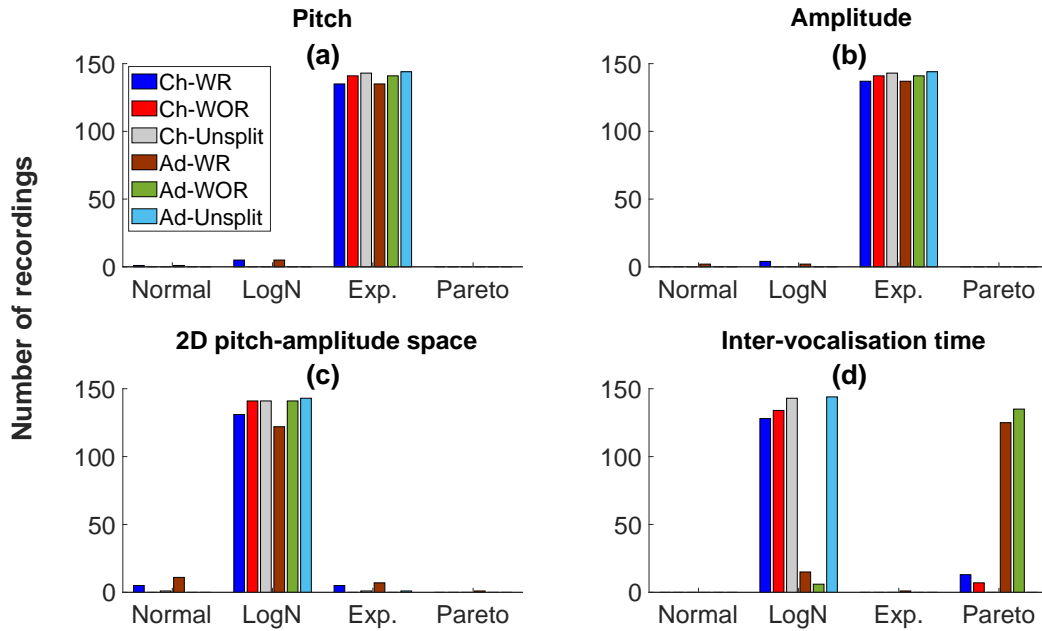 Pitch
(a)
150
100
50
0
Ch-WR
Ch-WOR
Ch-Unsplit
Ad-WR
Ad-WOR
Ad-Unsplit
Normal LogN Exp. Pareto
Amplitude
(b)
150
100
50
0
Normal LogN Exp. Pareto
Number of recordings
2D pitch-amplitude space
(c)
150
100
50
0
Normal LogN Exp. Pareto
Inter-vocalisation time
(d)
150
100
50
0
Normal LogN Exp. Pareto